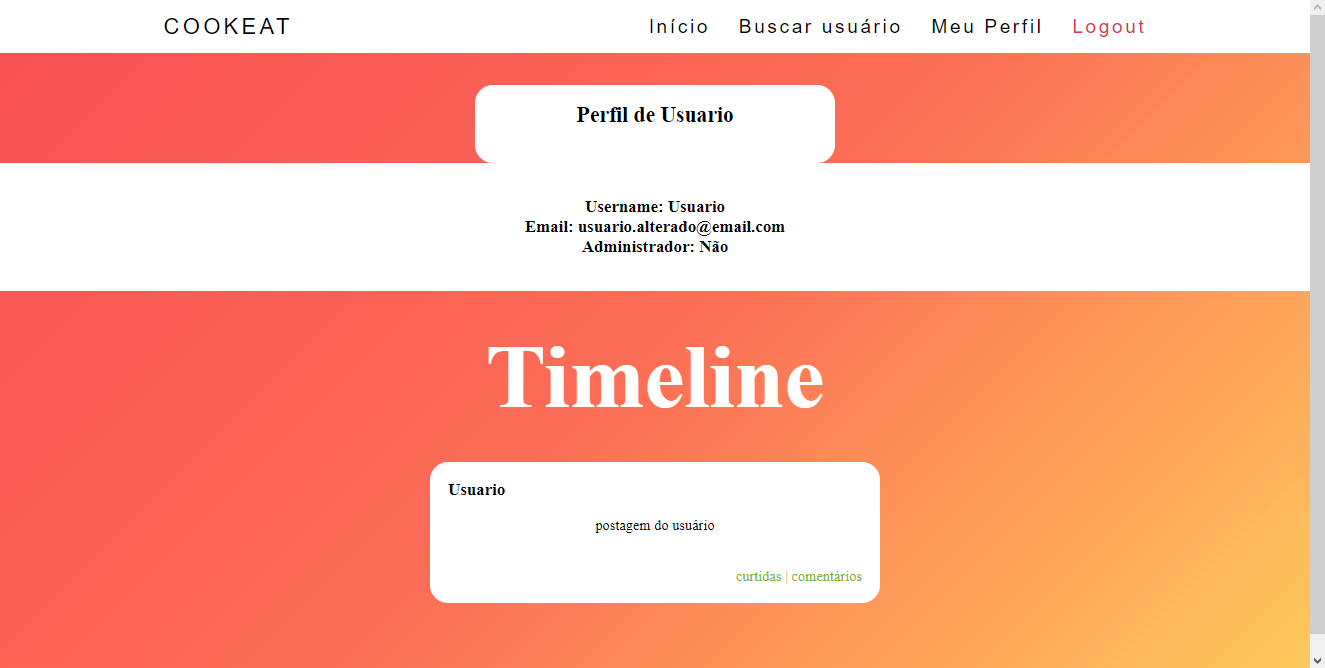 COOKEAT
Início
Buscar usuário
Meu Perfil
Logout
Perfil de Usuario
Username: Usuario
Email: usuario.alterado@email.com
Administrador: Não
Timeline
Usuario
postagem do usuário
curtidas | comentários